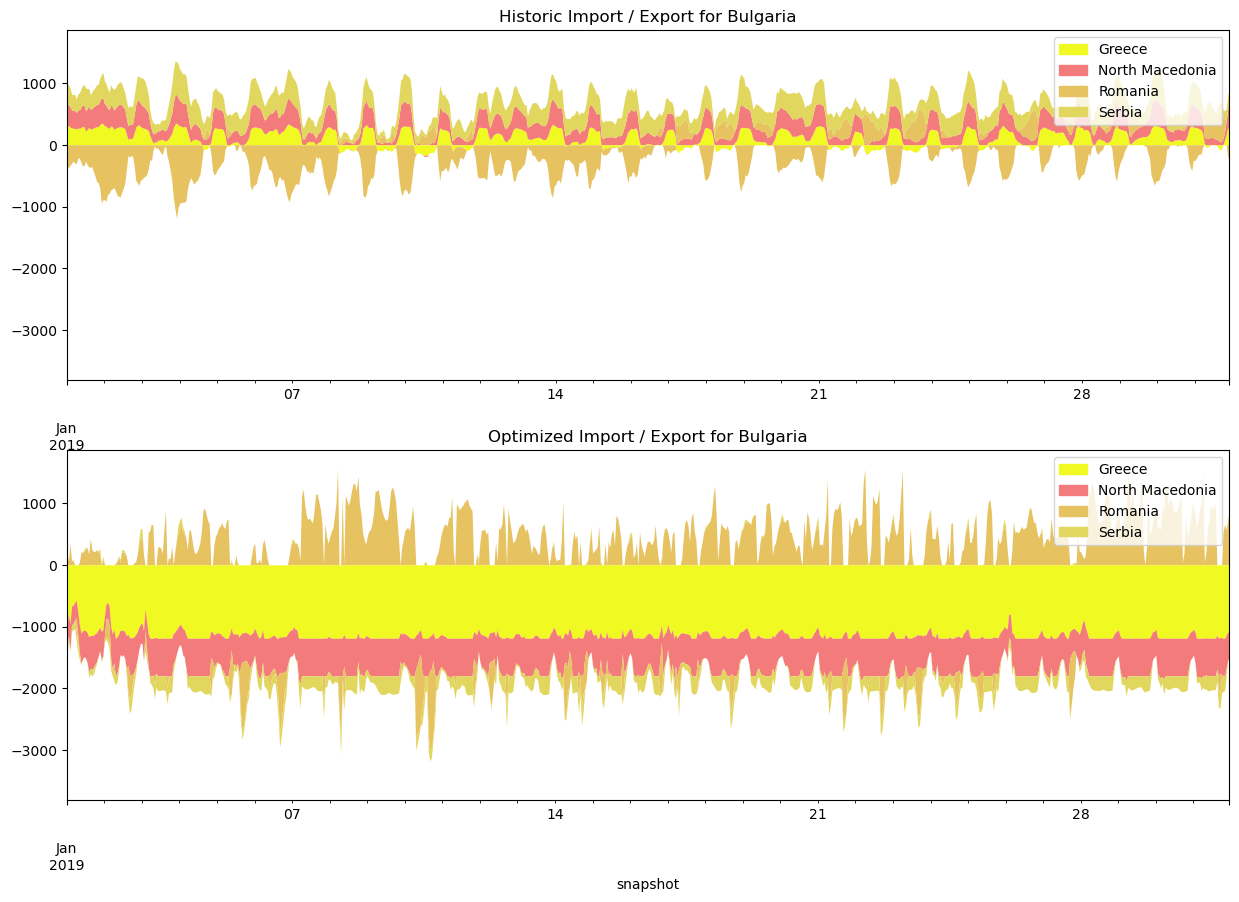 Historic Import / Export for Bulgaria
Greece
North Macedonia
Romania
Serbia
1000
0
−1000
−2000
−3000
07
14
21
28
Jan
2019
Optimized Import / Export for Bulgaria
Greece
North Macedonia
Romania
Serbia
1000
0
−1000
−2000
−3000
07
14
21
28
Jan
2019
snapshot